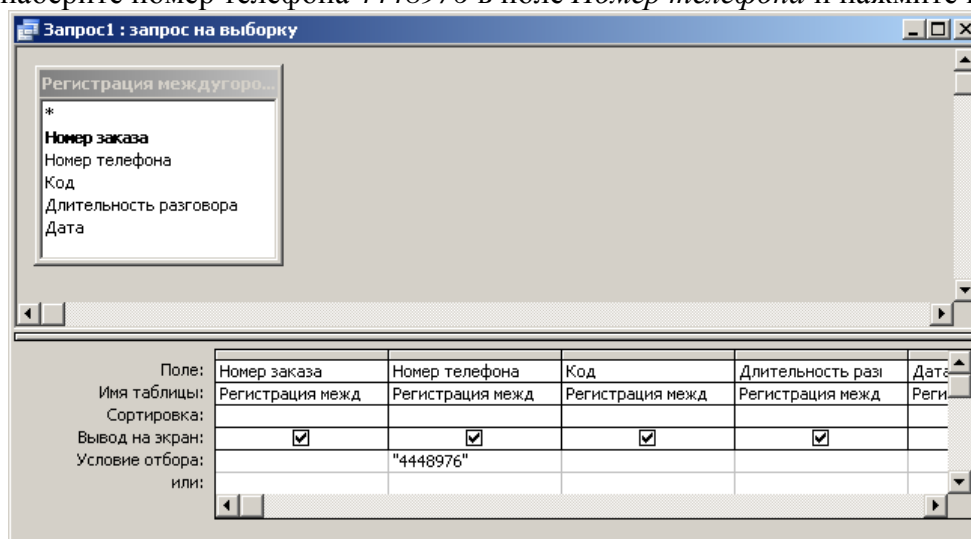 наберите номер телефона 4448976 в поле Номер телефона и нажмите
Запрос1 : запрос на выборку
Регистрация междугоро...
*
Номер заказа
Номер телефона
Код
Длительность разговора
Дата
Поле: Номер заказа Номер телефона Код Длительность разі Дата
Имя таблицы: Регистрация межд Регистрация межд Регистрация межд Регистрация межд Реги
Сортировка:
Вывод на экран:
Условие отбора: "4448976"
или: